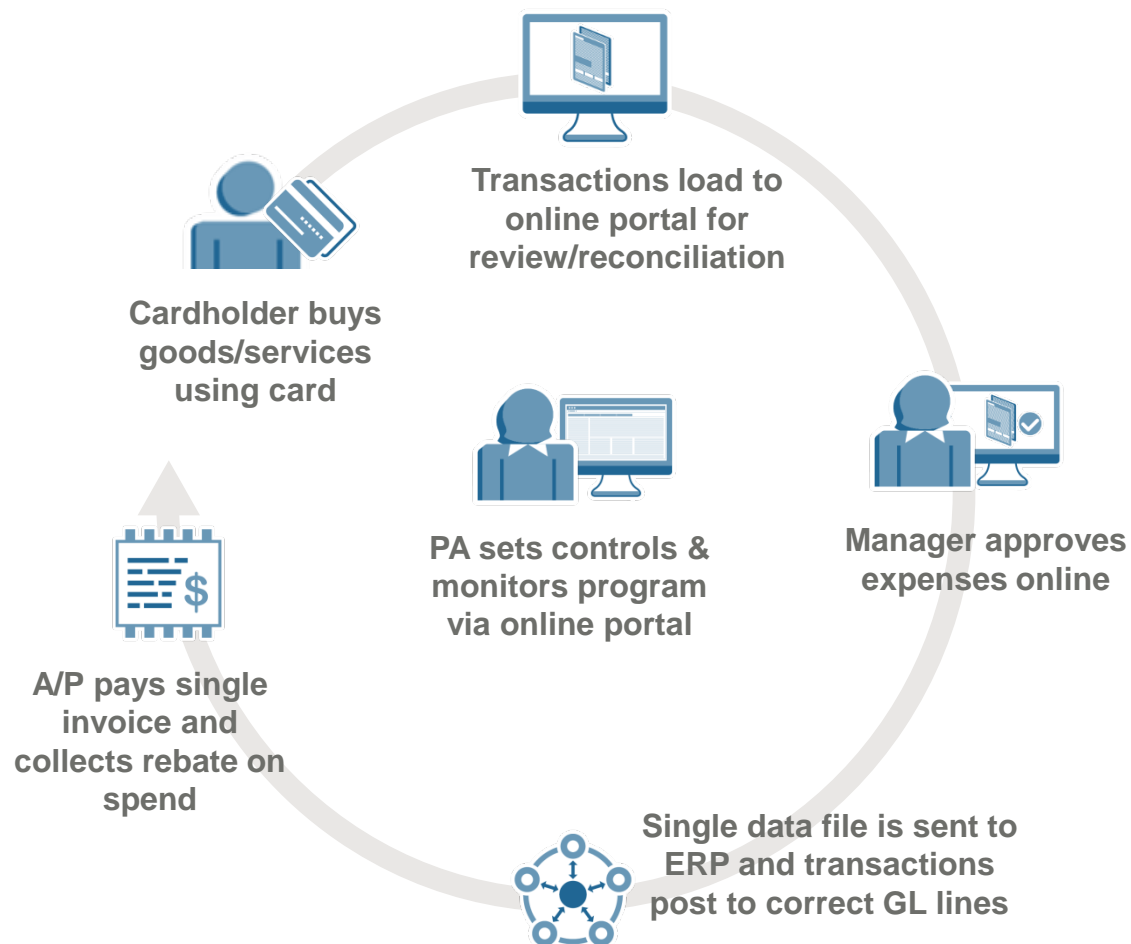 Transactions load to
online portal for
review/reconciliation
Cardholder buys
goods/services
using card
PA sets controls &
monitors program
via online portal
Manager approves
expenses online
$
A/P pays single
invoice and
collects rebate on
spend
Single data file is sent to
ERP and transactions
post to correct GL lines